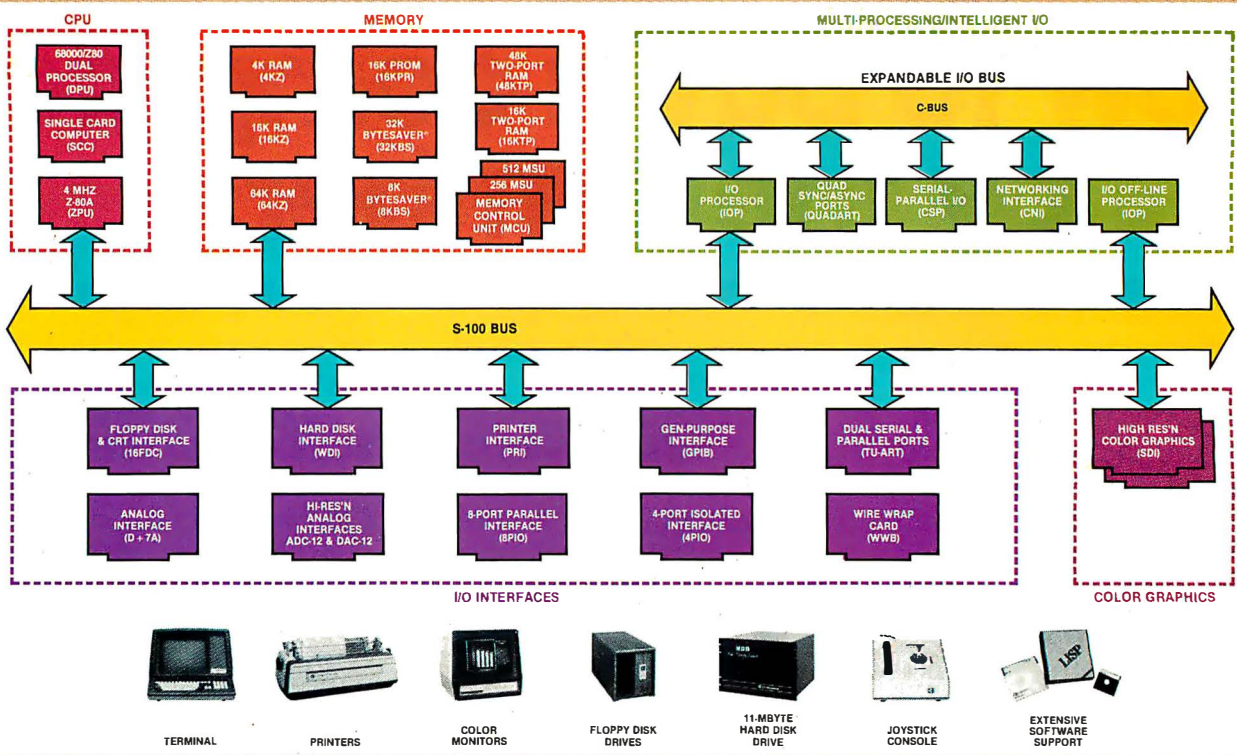 CPU
68000/Z80
DUAL
PROCESSOR
(DPU)
SINGLE CARD
COMPUTER
(SCC)
4 MHZ
Z-80A
(ZPU)
MEMORY
4K RAM
(4KZ)
16K RAM
(16KZ)
64K RAM
(64KZ)
16K PROM
(16KPR)
32K
BYTESAVER®
(32KBS)
8K
BYTESAVER®
(8KBS)
48K
TWO-PORT
RAM
(48KTP)
16K
TWO-PORT
RAM
(16KTP)
512 MSU
256 MSU
MEMORY
CONTROL
UNIT (MCU)
MULTI-PROCESSING/INTELLIGENT I/O
EXPANDABLE I/O BUS
C-BUS
I/O
PROCESSOR
(IOP)
QUAD
SYNC/ASYNC
PORTS
(QUADART)
SERIAL-
PARALLEL I/O
(CSP)
NETWORKING
INTERFACE
(CNI)
I/O OFF-LINE
PROCESSOR
(IOP)
S-100 BUS
FLOPPY DISK
& CRT INTERFACE
(16FDC)
HARD DISK
INTERFACE
(WDI)
PRINTER
INTERFACE
(PRI)
GEN-PURPOSE
INTERFACE
(GPIB)
DUAL SERIAL &
PARALLEL PORTS
(TU-ART)
ANALOG
INTERFACE
(D + 7A)
HI-RES'N
ANALOG
INTERFACES
ADC-12 & DAC-12
8-PORT PARALLEL
INTERFACE
(8PIO)
4-PORT ISOLATED
INTERFACE
(4PIO)
WIRE WRAP
CARD
(WWB)
I/O INTERFACES
HIGH RES'N
COLOR GRAPHICS
(SDI)
COLOR GRAPHICS
LISP
TERMINAL
PRINTERS
COLOR
MONITORS
FLOPPY DISK
DRIVES
11-MBYTE
HARD DISK
DRIVE
JOYSTICK
CONSOLE
EXTENSIVE
SOFTWARE
SUPPORT